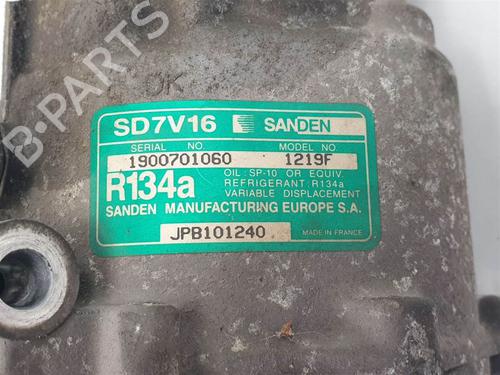 OK
SD7V16 SANDEN
SERIAL NO MODEL NO
1900701060 1219F
R134a
OIL: SP-10 OR EQUIV.
REFRIGERANT: R134a
VARIABLE DISPLACEMENT
SANDEN MANUFACTURING EUROPE S.A.
JPB101240 MADE IN FRANCE
B-PARTS